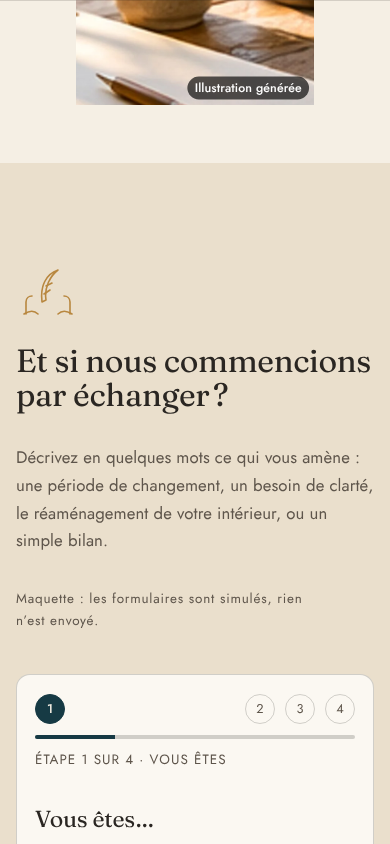 Illustration générée
Et si nous commencions
par échanger ?
Décrivez en quelques mots ce qui vous amène :
une période de changement, un besoin de clarté,
le réaménagement de votre intérieur, ou un
simple bilan.
Maquette : les formulaires sont simulés, rien
n’est envoyé.
1 2 3 4
ÉTAPE 1 SUR 4 · VOUS ÊTES
Vous êtes…